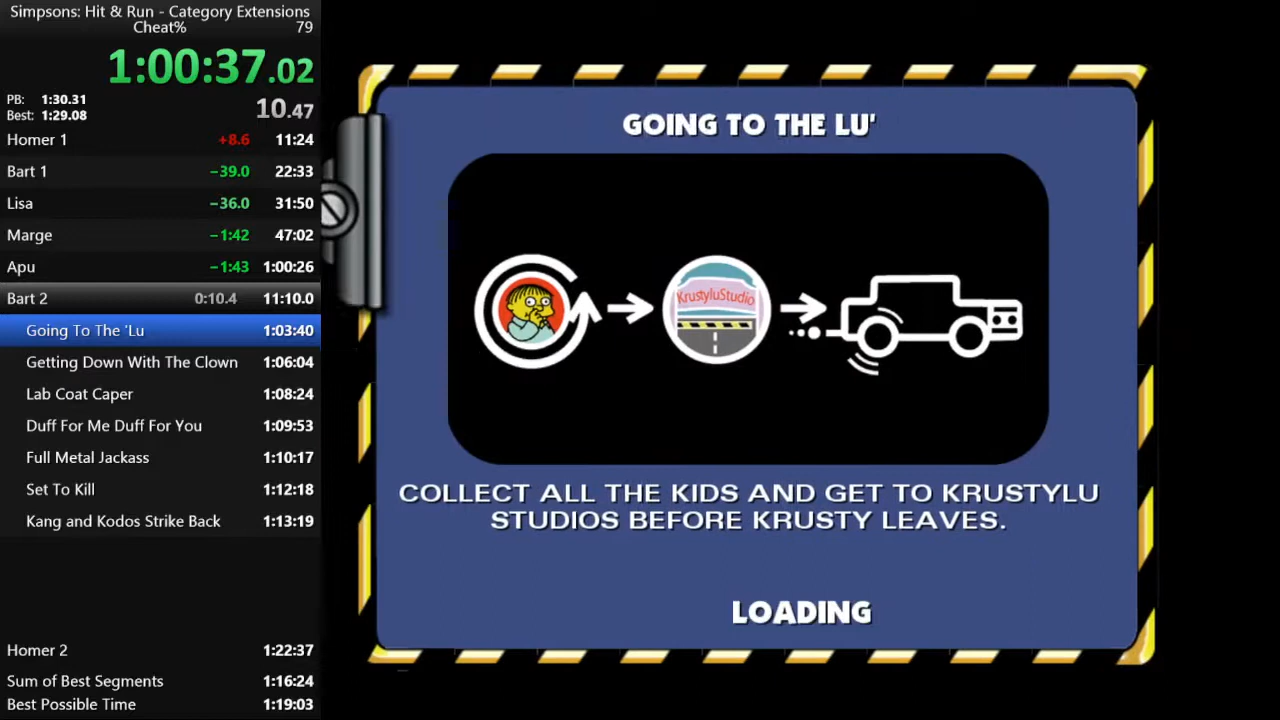 Simpsons: Hit & Run - Category Extensions
Cheat%
79
1:00:37.02
PB: 1:30.31
Best: 1:29.08
10.47
Homer 1 +8.6 11:24
Bart 1 −39.0 22:33
Lisa −36.0 31:50
Marge −1:42 47:02
Apu −1:43 1:00:26
Bart 2 0:10.4 11:10.0
Going To The 'Lu 1:03:40
Getting Down With The Clown 1:06:04
Lab Coat Caper 1:08:24
Duff For Me Duff For You 1:09:53
Full Metal Jackass 1:10:17
Set To Kill 1:12:18
Kang and Kodos Strike Back 1:13:19
Homer 2 1:22:37
Sum of Best Segments 1:16:24
Best Possible Time 1:19:03
GOING TO THE LU'
KrustyluStudio
COLLECT ALL THE KIDS AND GET TO KRUSTYLU
STUDIOS BEFORE KRUSTY LEAVES.
LOADING